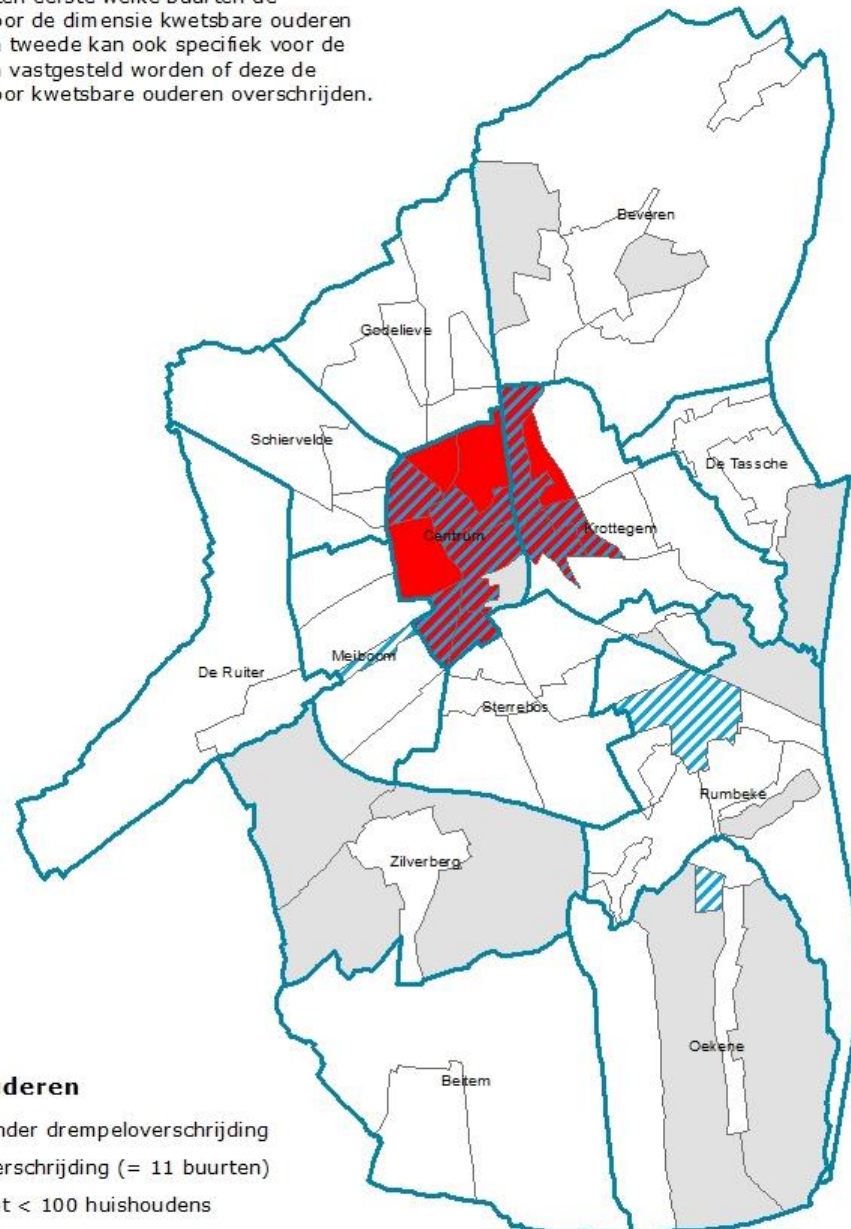 ten eerste welke buurten de
oor de dimensie kwetsbare ouderen
tweede kan ook specifiek voor de
vastgesteld worden of deze de
oor kwetsbare ouderen overschrijden.
Beveren
Godelieve
Schiervelde
De Tassche
Centrum
Krottegem
Meiboom
De Ruiter
Sterrebos
Rumbeke
Zilverberg
Oekene
Beitem
uderen
nder drempeloverschrijding
erschrijding (= 11 buurten)
t < 100 huishoudens